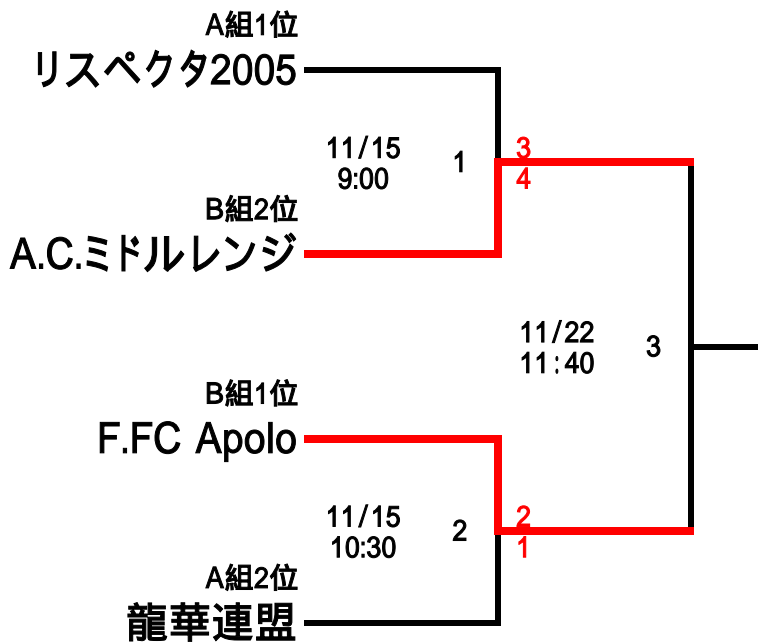 A組1位
リスペクタ2005
11/15
9:00
1
3
4
B組2位
A.C.ミドルレンジ
11/22
11:40
3
B組1位
F.FC Apolo
11/15
10:30
2
2
1
A組2位
龍華連盟